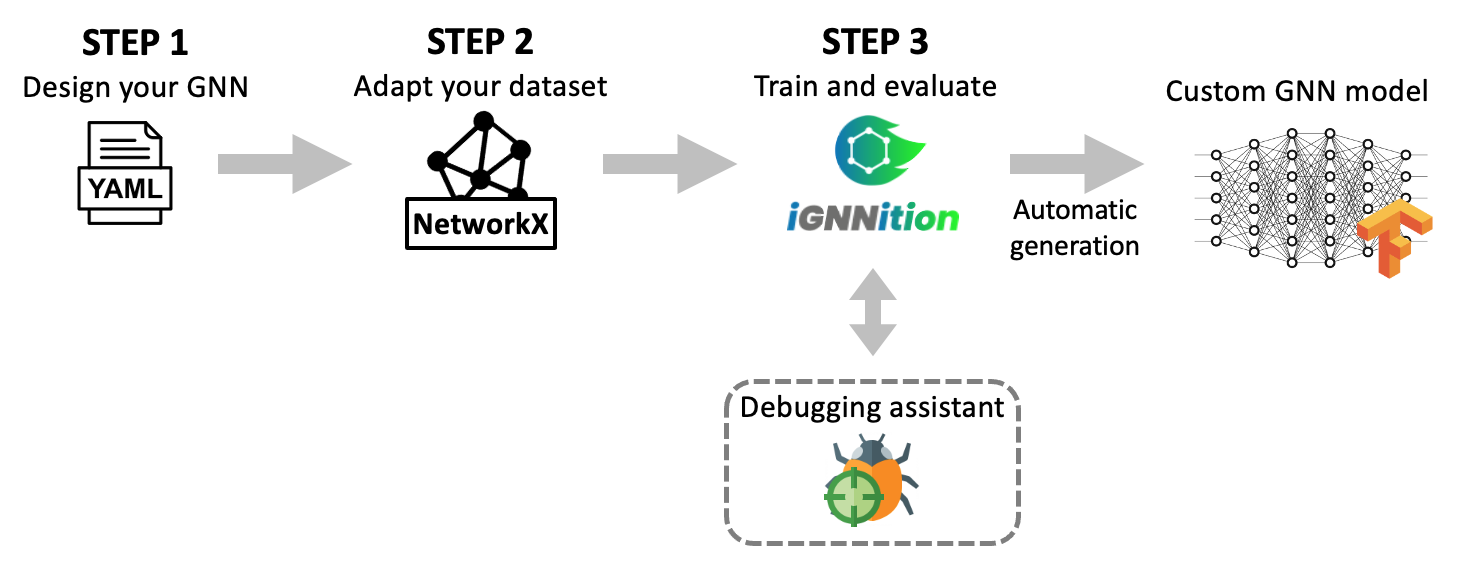 STEP 1
Design your GNN
YAML
STEP 2
Adapt your dataset
NetworkX
STEP 3
Train and evaluate
iGNNition
Automatic
generation
Custom GNN model
Debugging assistant